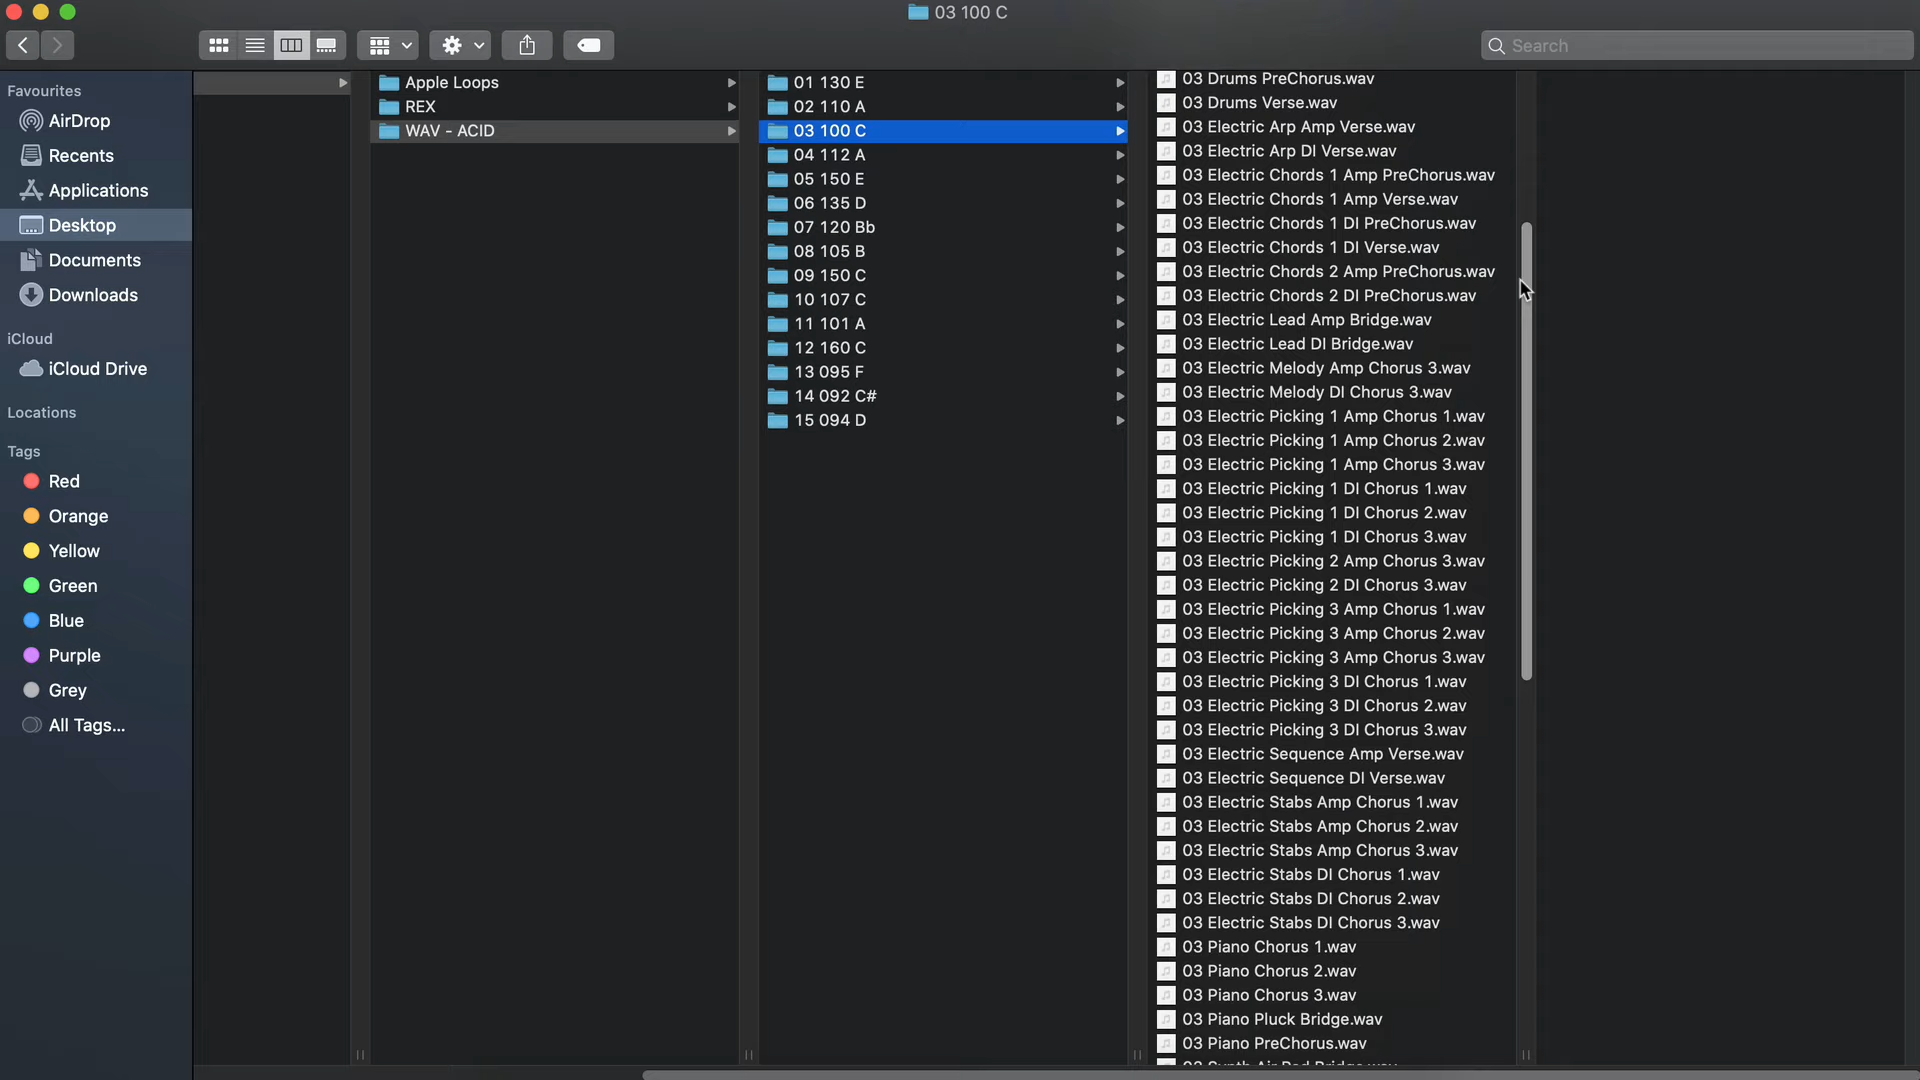 03 100 C
Search
Favourites
AirDrop
Recents
Applications
Desktop
Documents
Downloads
iCloud
iCloud Drive
Locations
Tags
Red
Orange
Yellow
Green
Blue
Purple
Grey
All Tags...
Apple Loops
REX
WAV - ACID
01 130 E
02 110 A
03 100 C
04 112 A
05 150 E
06 135 D
07 120 Bb
08 105 B
09 150 C
10 107 C
11 101 A
12 160 C
13 095 F
14 092 C#
15 094 D
03 Drums PreChorus.wav
03 Drums Verse.wav
03 Electric Arp Amp Verse.wav
03 Electric Arp DI Verse.wav
03 Electric Chords 1 Amp PreChorus.wav
03 Electric Chords 1 Amp Verse.wav
03 Electric Chords 1 DI PreChorus.wav
03 Electric Chords 1 DI Verse.wav
03 Electric Chords 2 Amp PreChorus.wav
03 Electric Chords 2 DI PreChorus.wav
03 Electric Lead Amp Bridge.wav
03 Electric Lead DI Bridge.wav
03 Electric Melody Amp Chorus 3.wav
03 Electric Melody DI Chorus 3.wav
03 Electric Picking 1 Amp Chorus 1.wav
03 Electric Picking 1 Amp Chorus 2.wav
03 Electric Picking 1 Amp Chorus 3.wav
03 Electric Picking 1 DI Chorus 1.wav
03 Electric Picking 1 DI Chorus 2.wav
03 Electric Picking 1 DI Chorus 3.wav
03 Electric Picking 2 Amp Chorus 3.wav
03 Electric Picking 2 DI Chorus 3.wav
03 Electric Picking 3 Amp Chorus 1.wav
03 Electric Picking 3 Amp Chorus 2.wav
03 Electric Picking 3 Amp Chorus 3.wav
03 Electric Picking 3 DI Chorus 1.wav
03 Electric Picking 3 DI Chorus 2.wav
03 Electric Picking 3 DI Chorus 3.wav
03 Electric Sequence Amp Verse.wav
03 Electric Sequence DI Verse.wav
03 Electric Stabs Amp Chorus 1.wav
03 Electric Stabs Amp Chorus 2.wav
03 Electric Stabs Amp Chorus 3.wav
03 Electric Stabs DI Chorus 1.wav
03 Electric Stabs DI Chorus 2.wav
03 Electric Stabs DI Chorus 3.wav
03 Piano Chorus 1.wav
03 Piano Chorus 2.wav
03 Piano Chorus 3.wav
03 Piano Pluck Bridge.wav
03 Piano PreChorus.wav